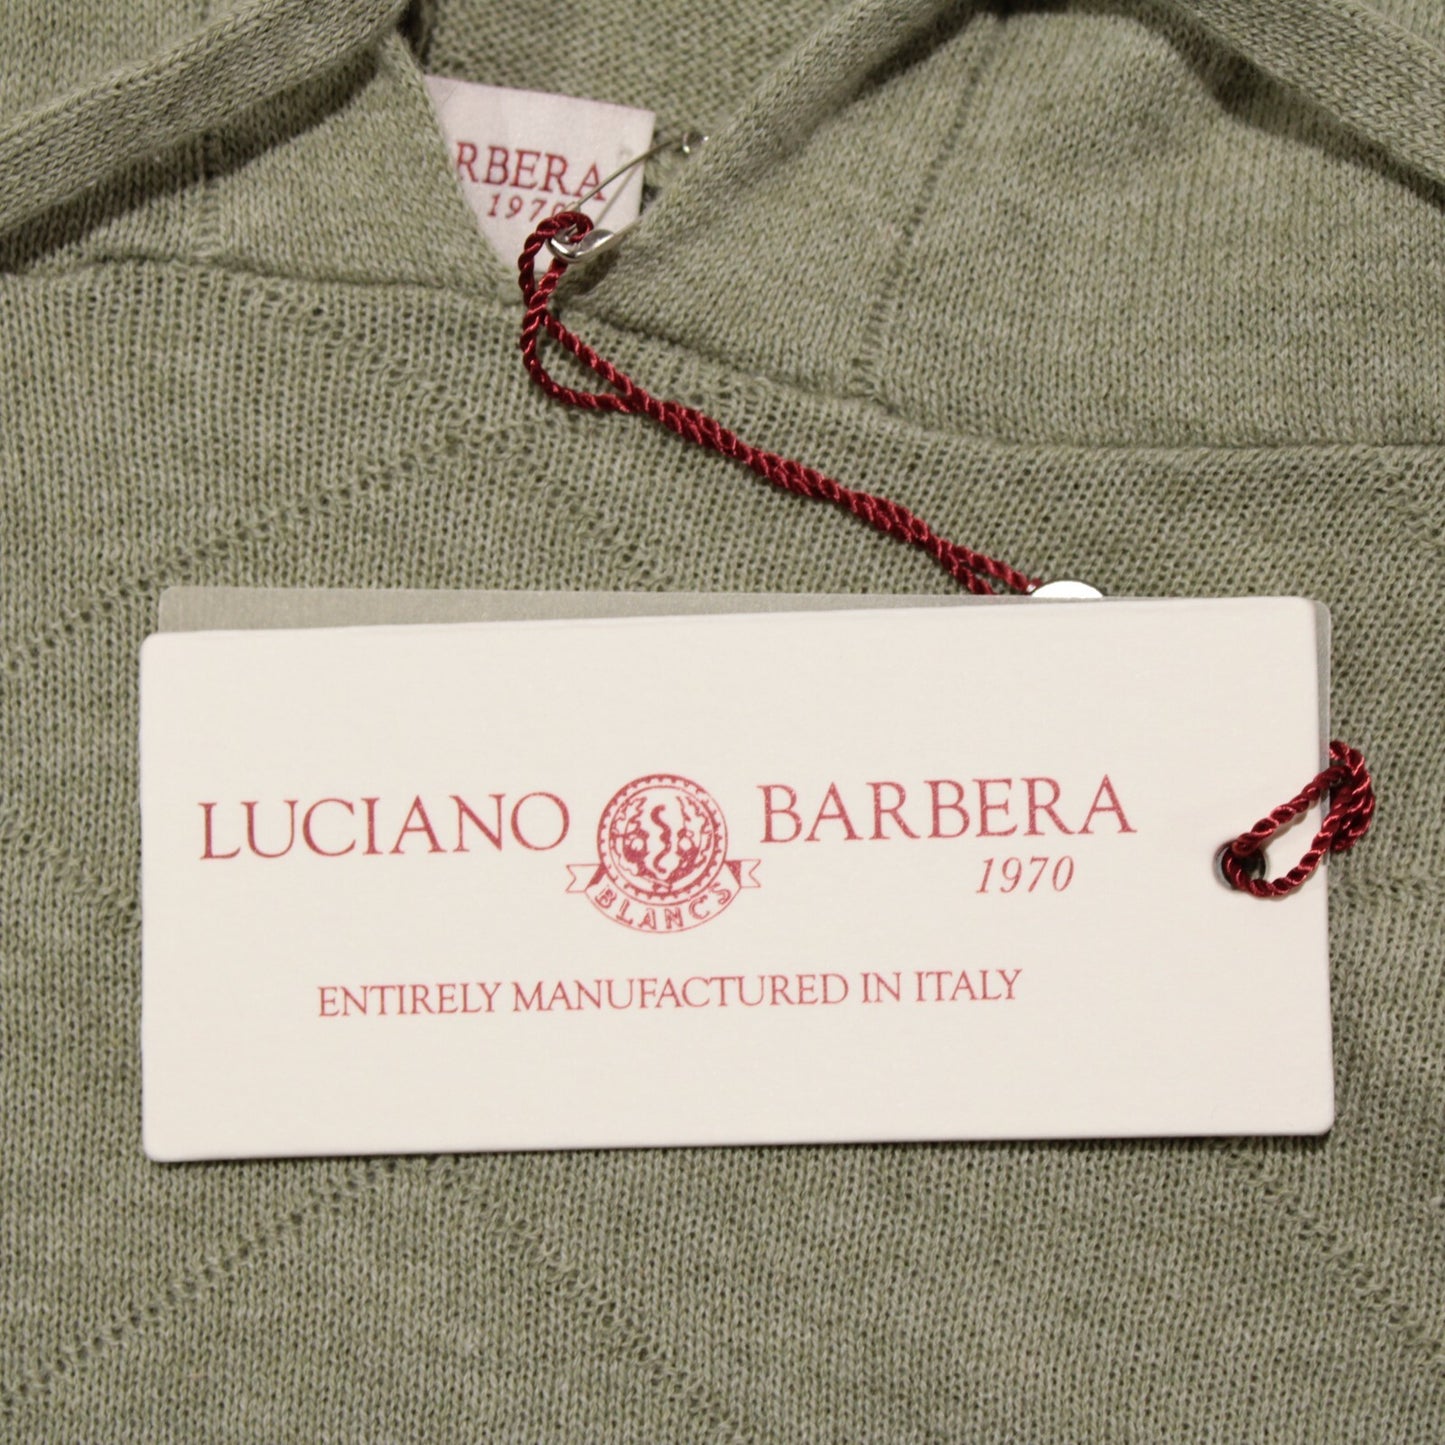 RBERA
1970
LUCIANO BARBERA
1970
BLANCS
ENTIRELY MANUFACTURED IN ITALY